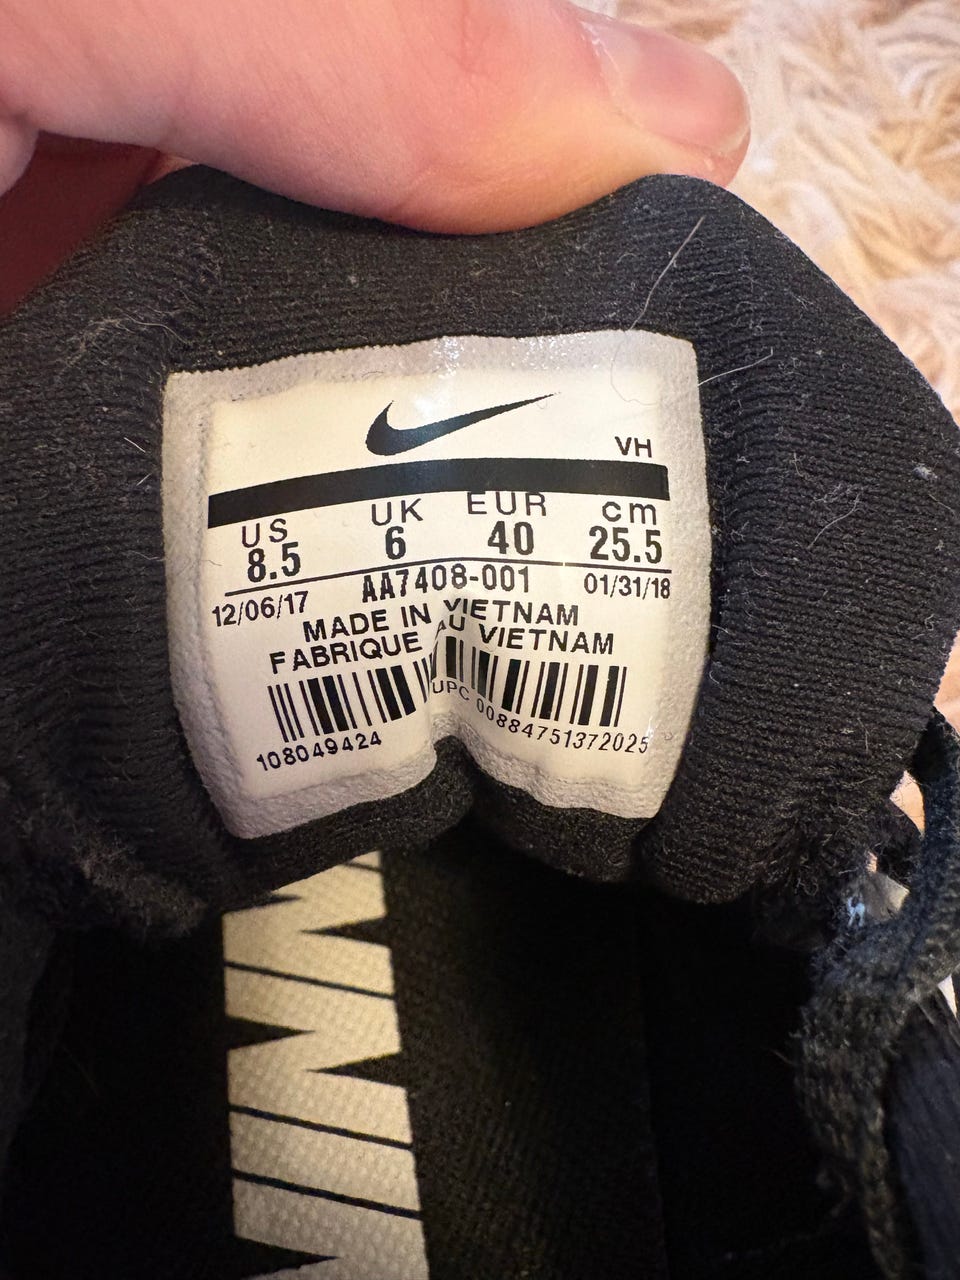 VH
US UK EUR cm
8.5 6 40 25.5
12/06/17 AA7408-001 01/31/18
MADE IN VIETNAM
FABRIQUE AU VIETNAM
108049424 UPC 00884751372025